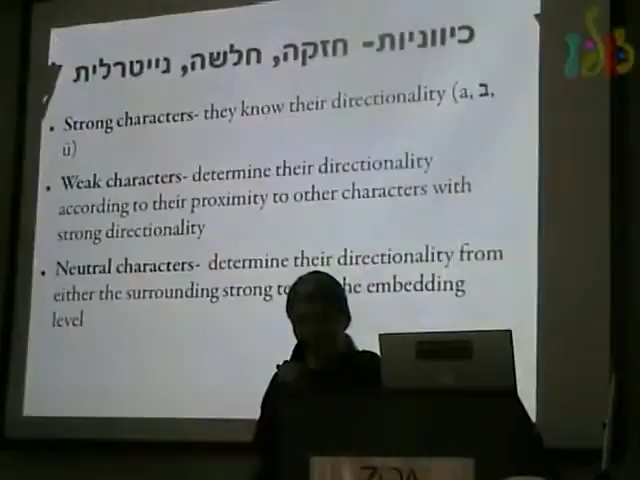 כיווניות- חזקה, חלשה, נייטרלית
• Strong characters- they know their directionality (a, ב,
ü)
• Weak characters- determine their directionality
according to their proximity to other characters with
strong directionality
• Neutral characters- determine their directionality from
either the surrounding strong he embedding
level